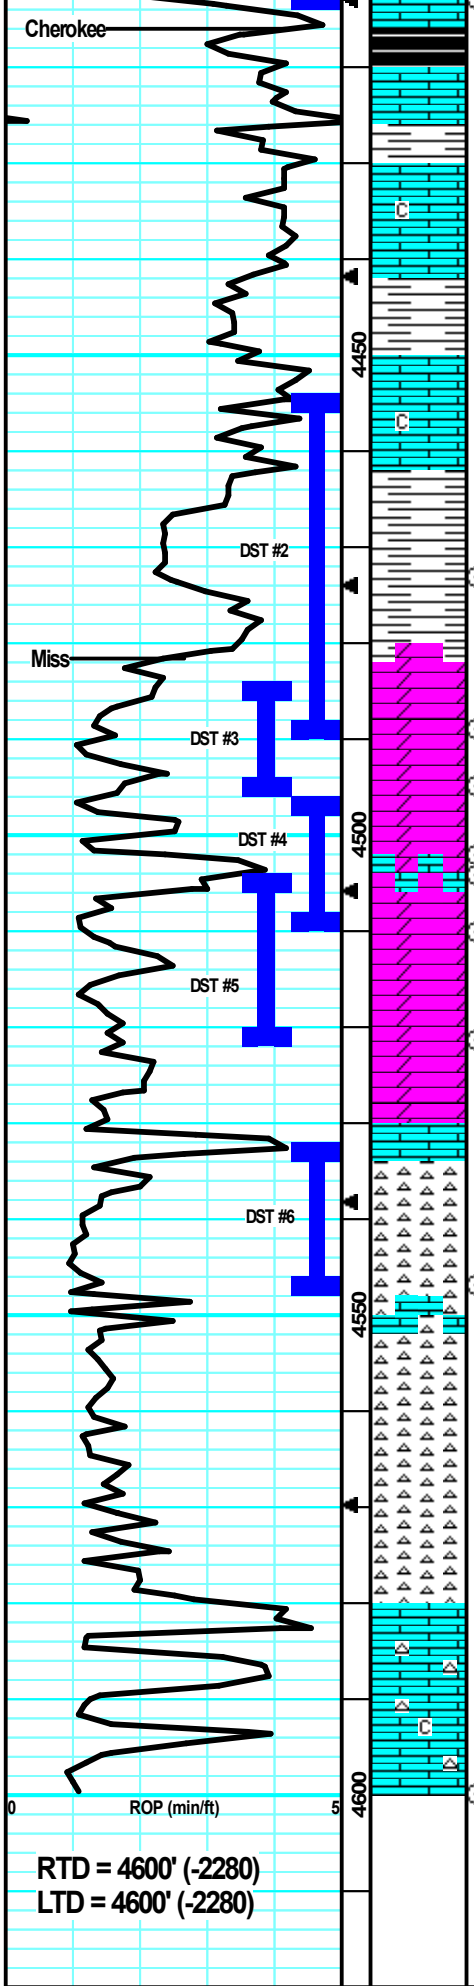 Cherokee
C
4450
C
DST #2
Miss
DST #3
4500
DST #4
DST #5
DST #6
4550
C
4600
0 ROP (min/ft) 5
RTD = 4600' (-2280)
LTD = 4600' (-2280)